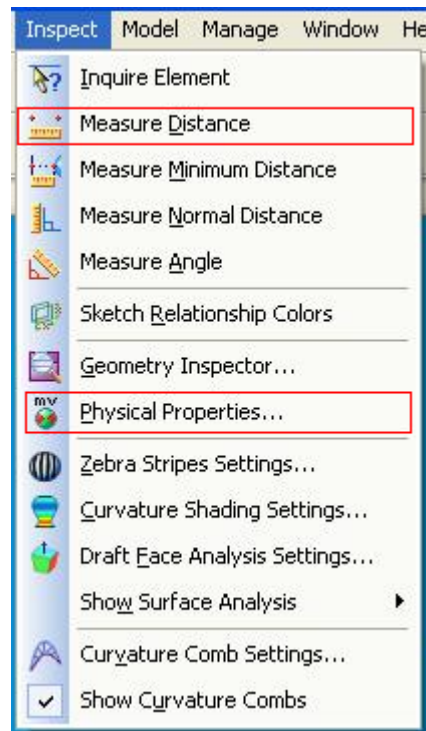 Inspect Model Manage Window He
Inquire Element
Measure Distance
Measure Minimum Distance
Measure Normal Distance
Measure Angle
Sketch Relationship Colors
Geometry Inspector...
mv
Physical Properties...
Zebra Stripes Settings...
Curvature Shading Settings...
Draft Face Analysis Settings...
Show Surface Analysis
Curvature Comb Settings...
Show Curvature Combs